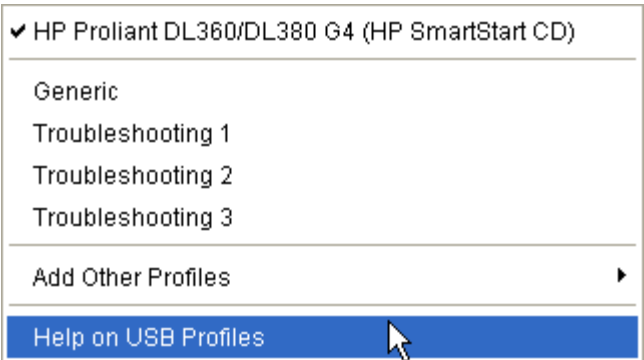 HP Proliant DL360/DL380 G4 (HP SmartStart CD)
Generic
Troubleshooting 1
Troubleshooting 2
Troubleshooting 3
Add Other Profiles
Help on USB Profiles